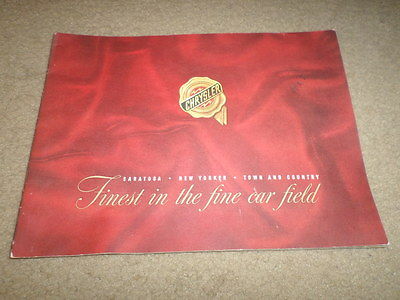 CHRYSLER
SARATOGA • NEW YORKER • TOWN AND COUNTRY
Finest in the fine car field